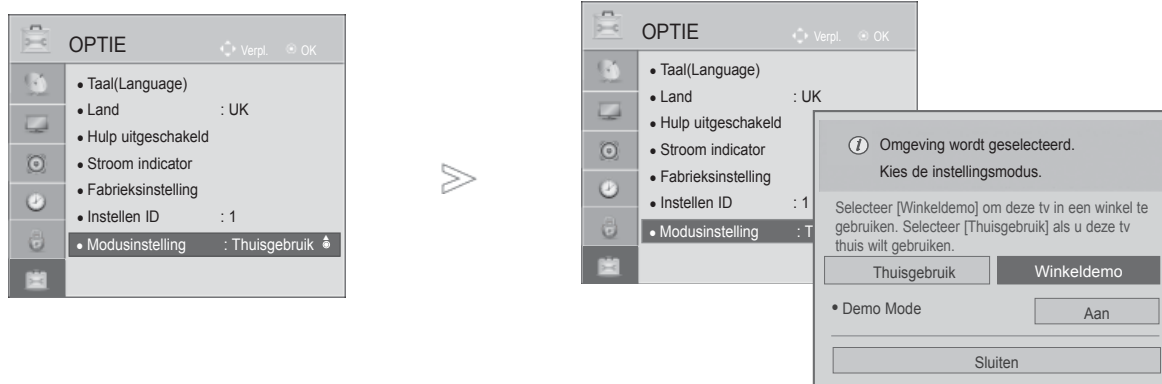 OPTIE
Verpl. OK
• Taal(Language)
• Land : UK
• Hulp uitgeschakeld
• Stroom indicator
• Fabrieksinstelling
• Instellen ID : 1
• Modusinstelling : Thuisgebruik
OPTIE
Verpl. OK
• Taal(Language)
• Land : UK
• Hulp uitgeschakeld
• Stroom indicator
• Fabrieksinstelling
• Instellen ID : 1
• Modusinstelling : T
Omgeving wordt geselecteerd.
Kies de instellingsmodus.
Selecteer [Winkeldemo] om deze tv in een winkel te
gebruiken. Selecteer [Thuisgebruik] als u deze tv
thuis wilt gebruiken.
Thuisgebruik Winkeldemo
• Demo Mode Aan
Sluiten